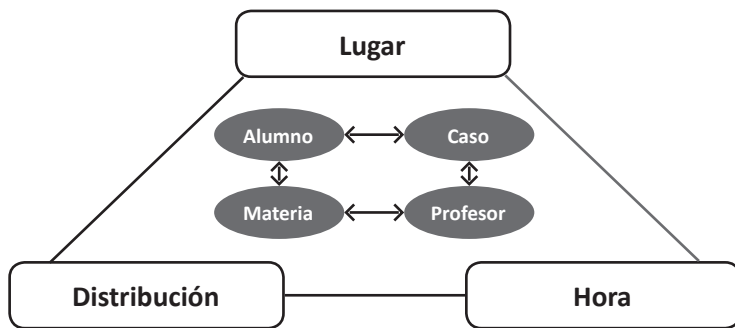 Lugar
Alumno
Caso
Materia
Profesor
Distribución
Hora